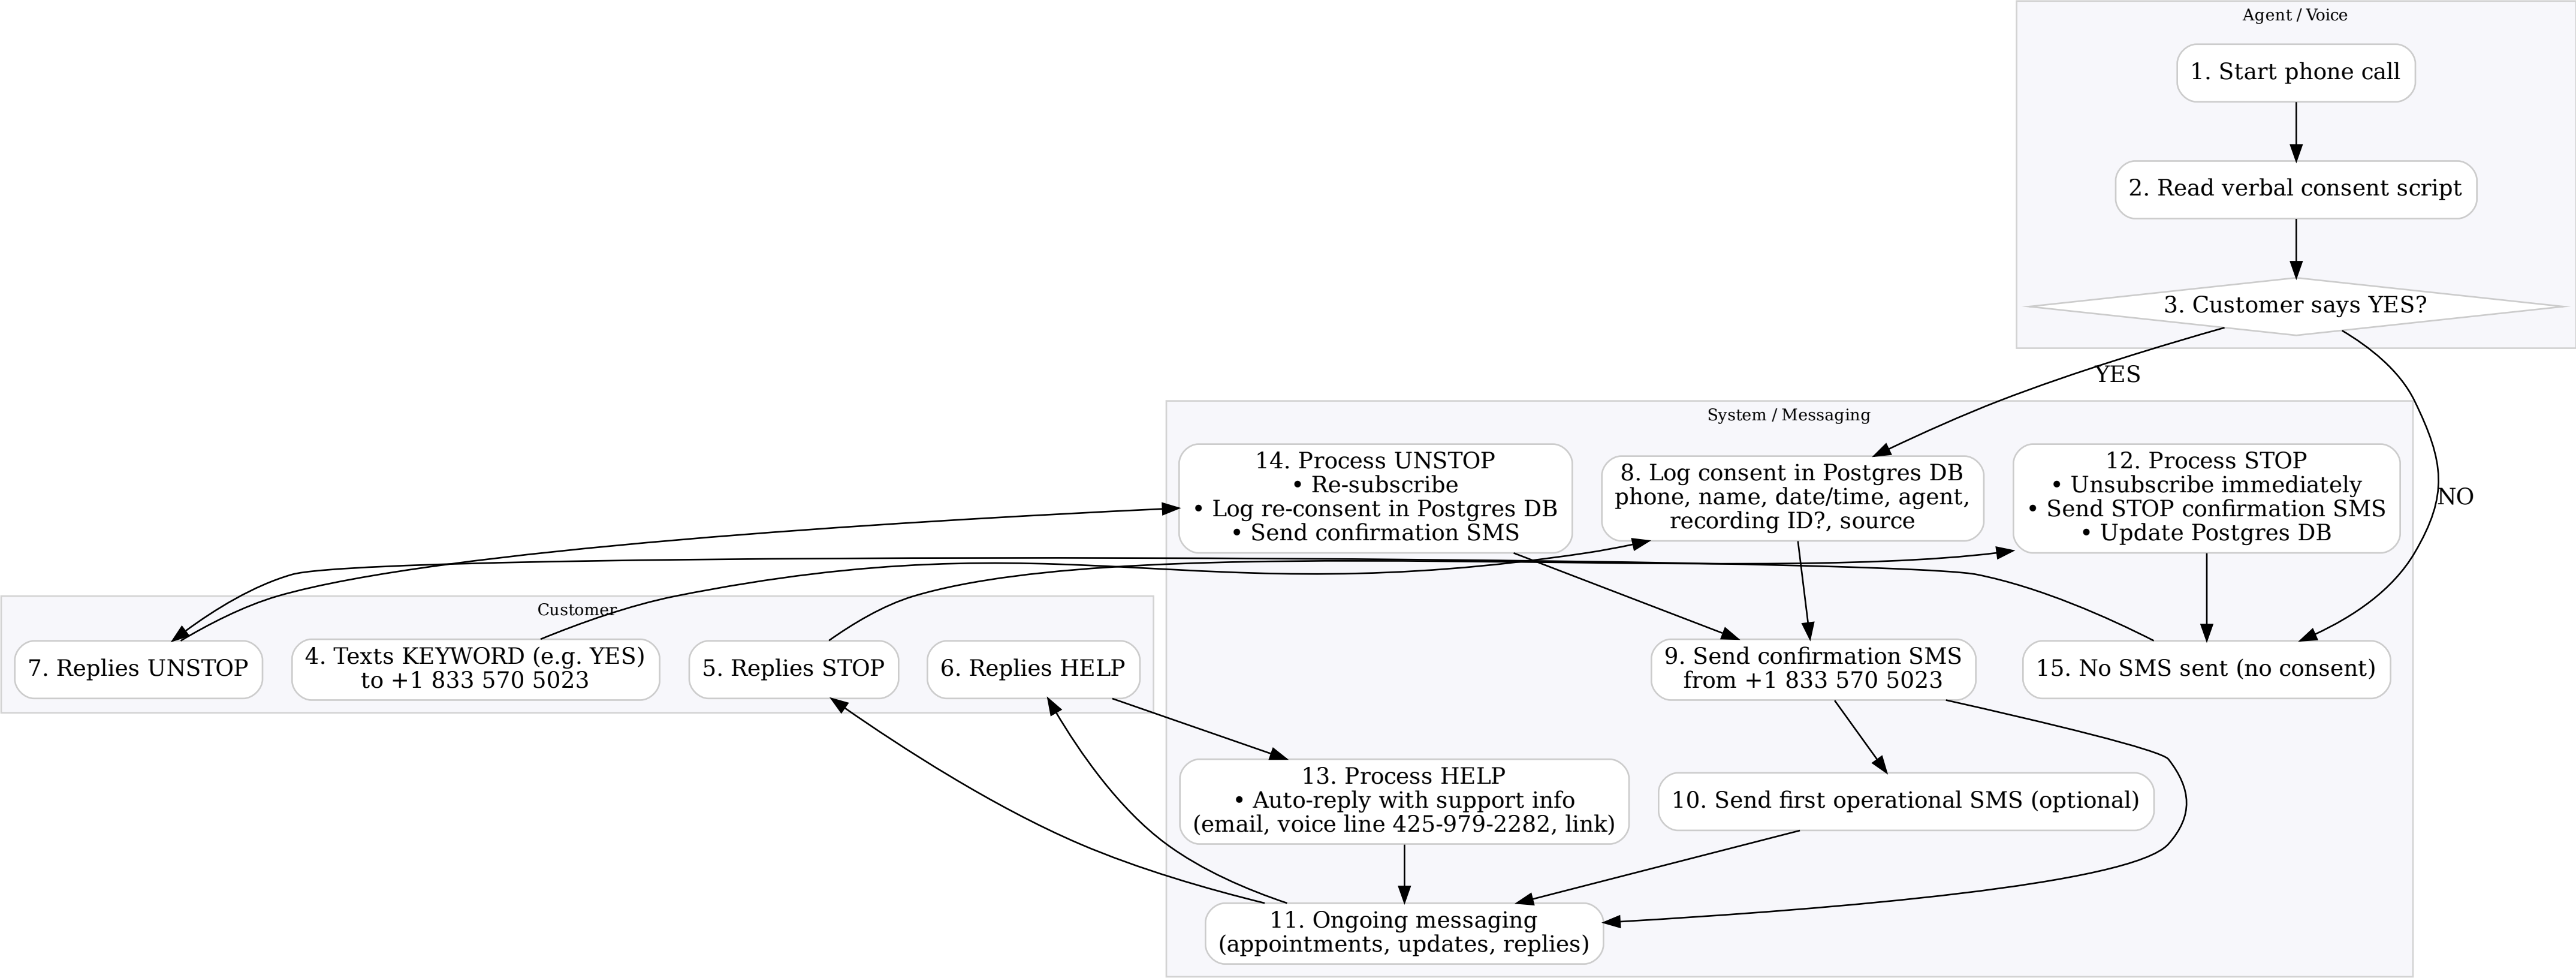 Agent / Voice
1. Start phone call
2. Read verbal consent script
3. Customer says YES?
YES
NO
System / Messaging
14. Process UNSTOP
• Re-subscribe
• Log re-consent in Postgres DB
• Send confirmation SMS
8. Log consent in Postgres DB
phone, name, date/time, agent,
recording ID?, source
12. Process STOP
• Unsubscribe immediately
• Send STOP confirmation SMS
• Update Postgres DB
Customer
7. Replies UNSTOP
4. Texts KEYWORD (e.g. YES)
to +1 833 570 5023
5. Replies STOP
6. Replies HELP
9. Send confirmation SMS
from +1 833 570 5023
15. No SMS sent (no consent)
13. Process HELP
• Auto-reply with support info
(email, voice line 425-979-2282, link)
10. Send first operational SMS (optional)
11. Ongoing messaging
(appointments, updates, replies)